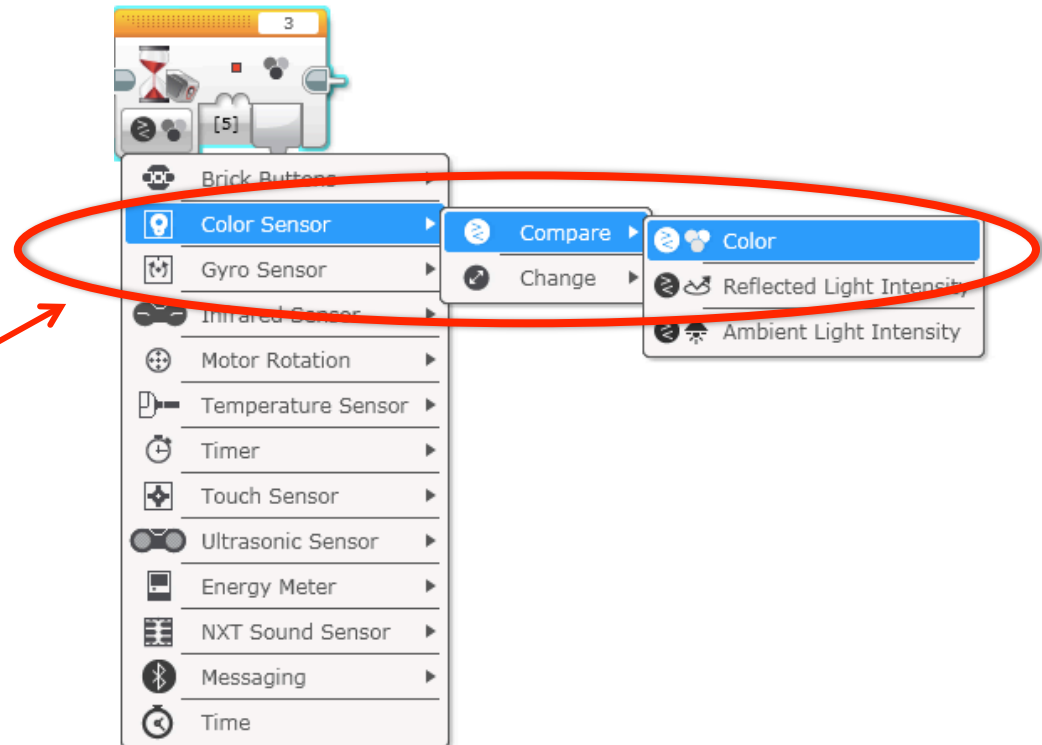 3
[5]
Brick Buttons
Color Sensor
Compare
Color
Gyro Sensor
Change
Reflected Light Intensity
Infrared Sensor
Ambient Light Intensity
Motor Rotation
Temperature Sensor
Timer
Touch Sensor
Ultrasonic Sensor
Energy Meter
NXT Sound Sensor
Messaging
Time